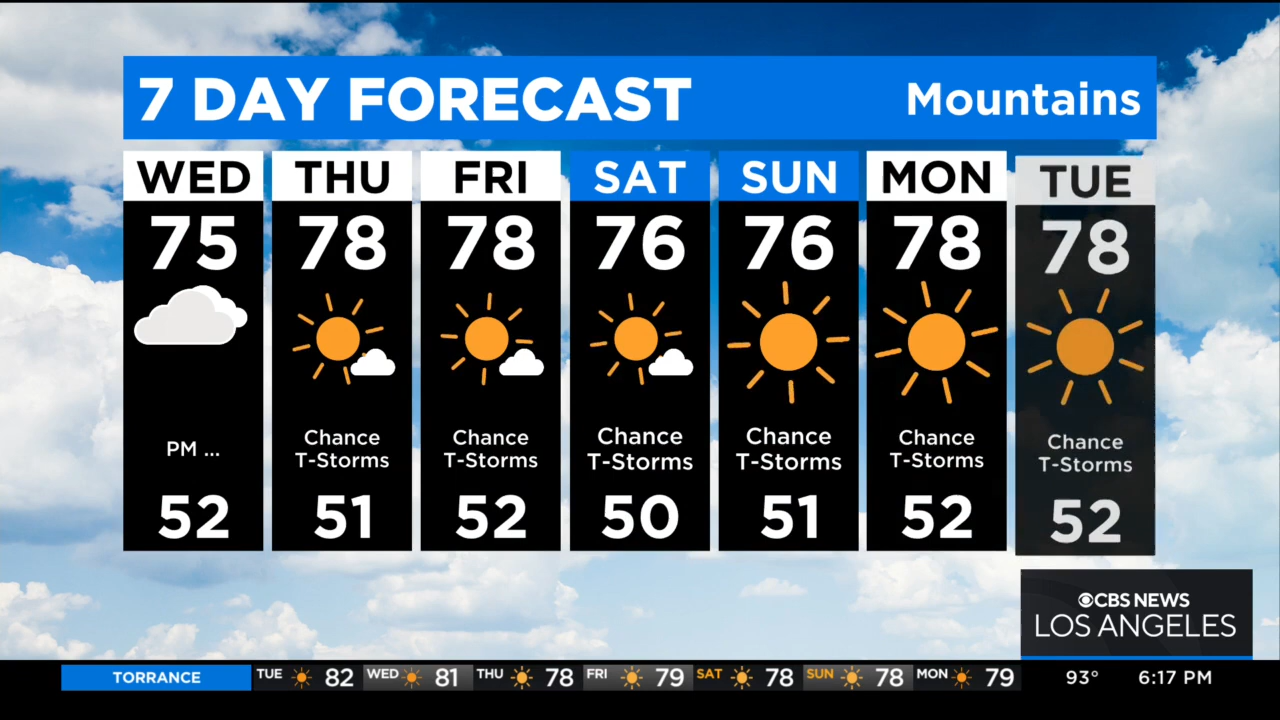 7 DAY FORECAST
Mountains
WED THU FRI SAT SUN MON TUE
75 78 78 76 76 78 78
PM ...
Chance
T-Storms
Chance
T-Storms
Chance
T-Storms
Chance
T-Storms
Chance
T-Storms
Chance
T-Storms
52 51 52 50 51 52 52
CBS NEWS
LOS ANGELES
TORRANCE TUE 82 WED 81 THU 78 FRI 79 SAT 78 SUN 78 MON 79 93° 6:17 PM